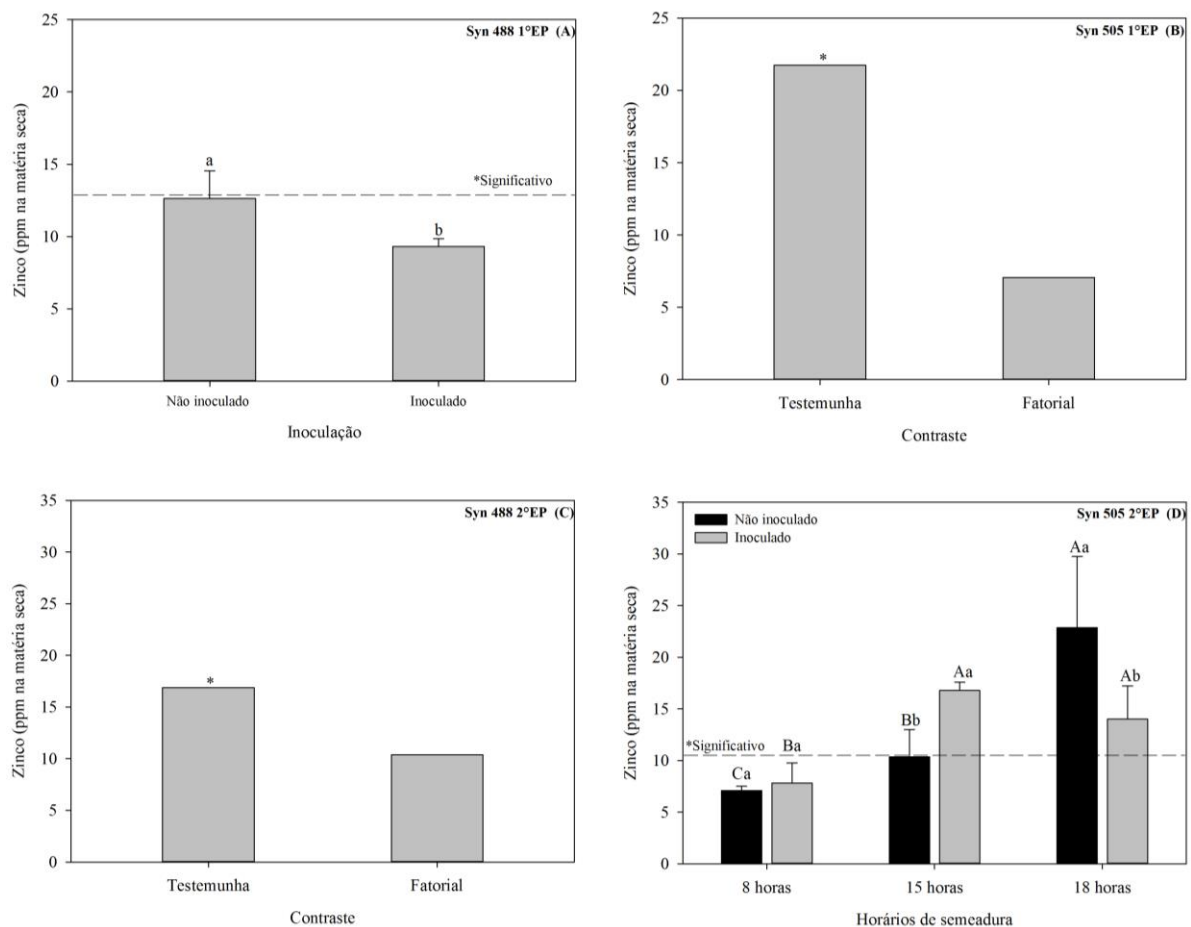 Syn 488 1°EP (A)
Zinco (ppm na matéria seca)
25
20
15
10
5
0
a
*Significativo
b
Não inoculado
Inoculado
Inoculação
Syn 505 1°EP (B)
Zinco (ppm na matéria seca)
25
20
15
10
5
0
*
Testemunha
Fatorial
Contraste
Syn 488 2°EP (C)
Zinco (ppm na matéria seca)
35
30
25
20
15
10
5
0
*
Testemunha
Fatorial
Contraste
Syn 505 2°EP (D)
Não inoculado
Inoculado
Zinco (ppm na matéria seca)
35
30
25
20
15
10
5
0
*Significativo
Ca
Ba
Bb
Aa
Aa
Ab
8 horas
15 horas
18 horas
Horários de semeadura